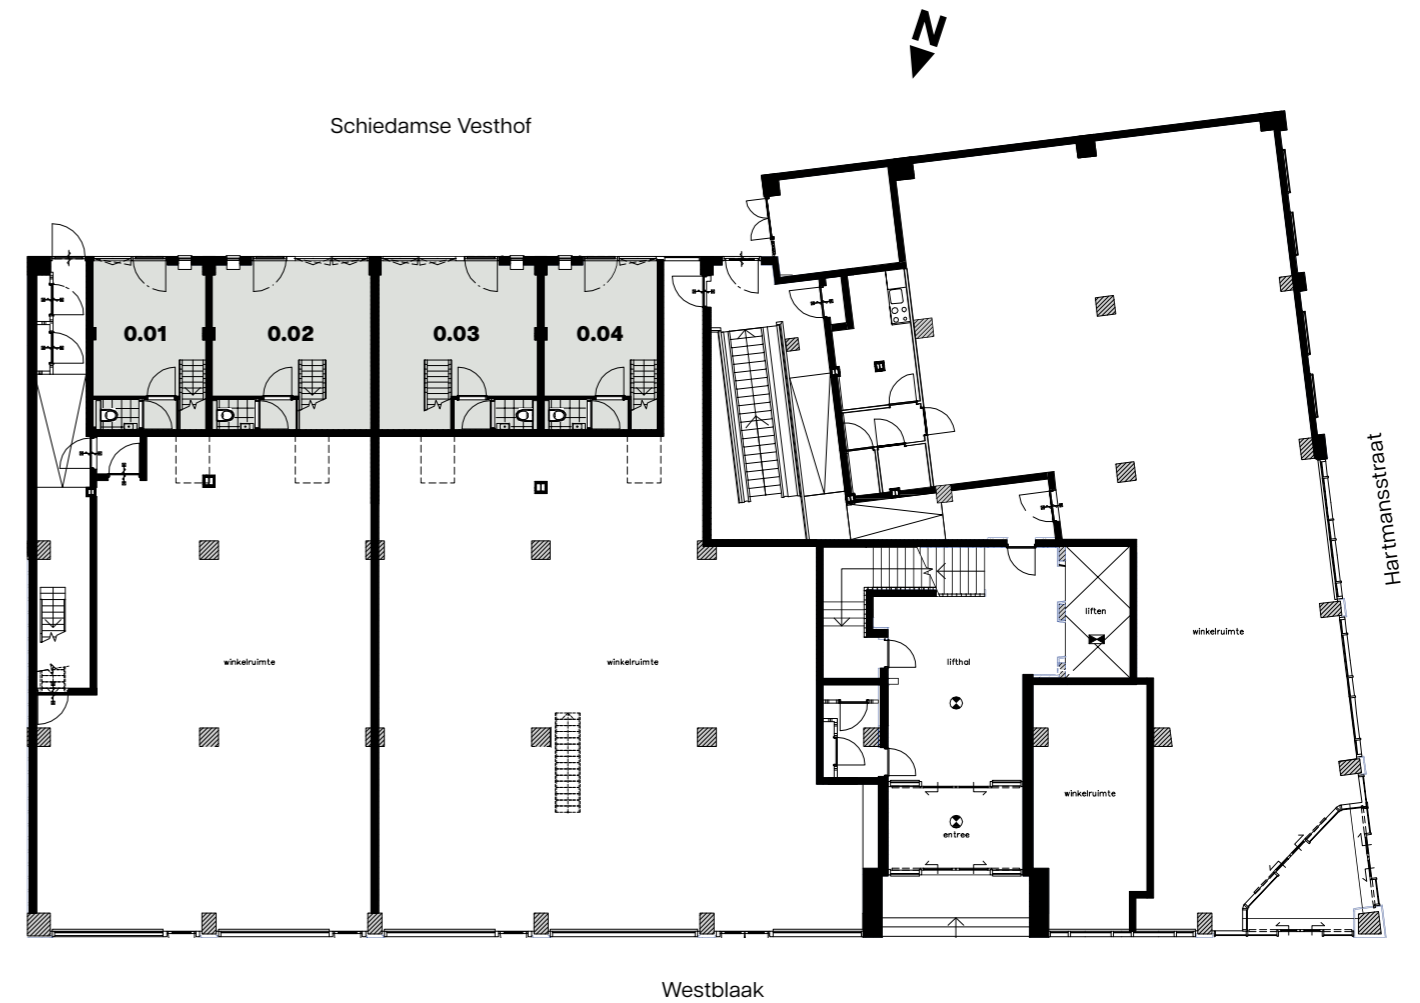 N
Schiedamse Vesthof
0.01
0.02
0.03
0.04
Hartmansstraat
liften
winkelruimte
winkelruimte
winkelruimte
lifthal
winkelruimte
entree
Westblaak